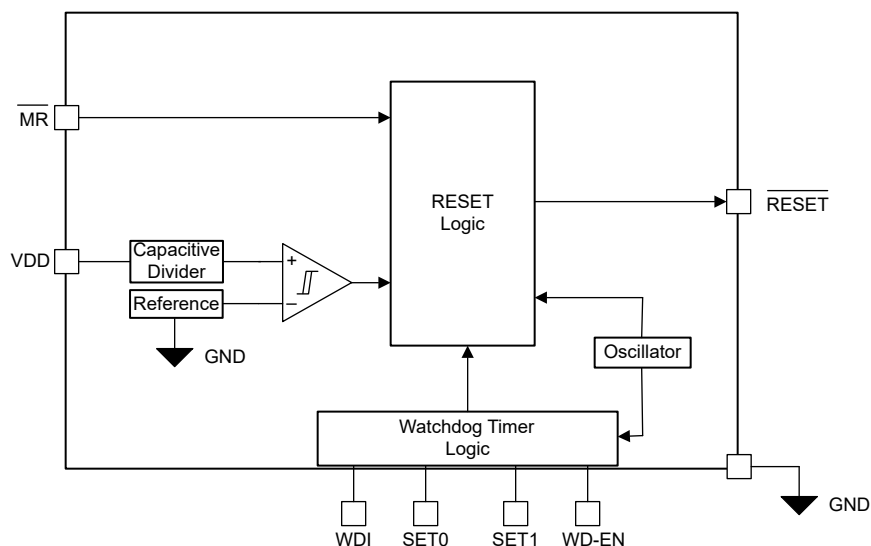 MR
RESET
Logic
RESET
VDD
Capacitive
Divider
+
Reference
−
GND
Oscillator
Watchdog Timer
Logic
GND
WDI
SET0
SET1
WD-EN